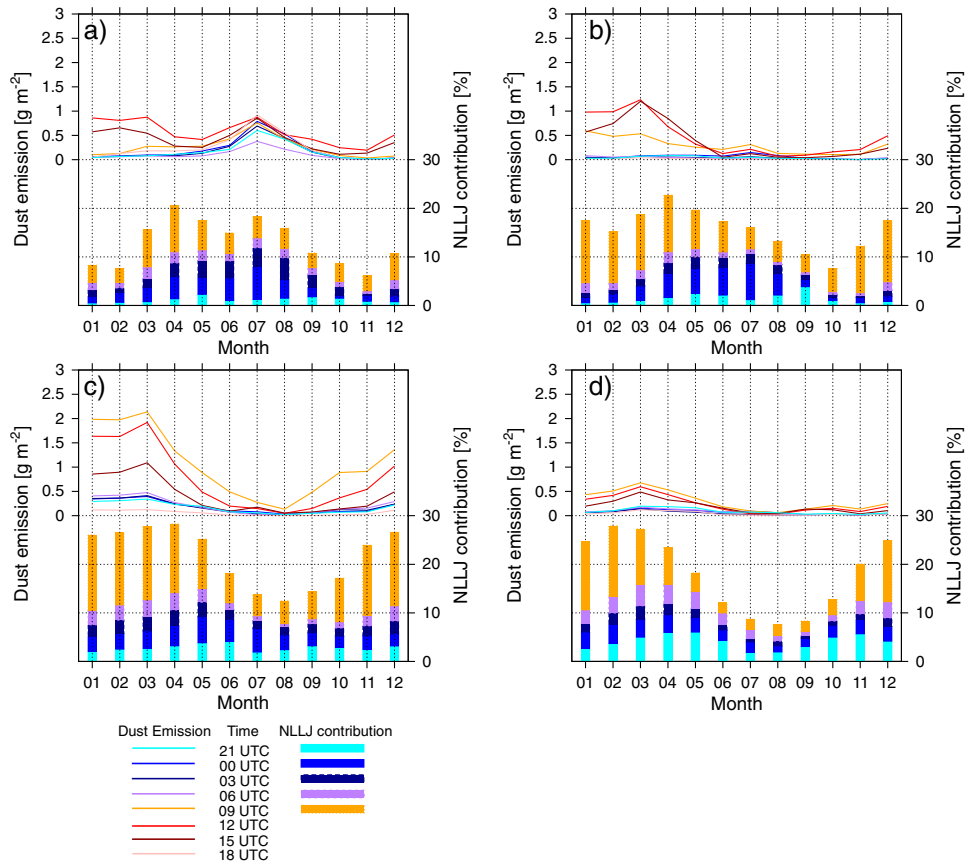 a)
3
2.5
2
1.5
1
0.5
0
Dust emission [g m⁻²]
30
20
10
0
NLLJ contribution [%]
01 02 03 04 05 06 07 08 09 10 11 12
Month
b)
3
2.5
2
1.5
1
0.5
0
Dust emission [g m⁻²]
30
20
10
0
NLLJ contribution [%]
01 02 03 04 05 06 07 08 09 10 11 12
Month
c)
3
2.5
2
1.5
1
0.5
0
Dust emission [g m⁻²]
30
20
10
0
NLLJ contribution [%]
01 02 03 04 05 06 07 08 09 10 11 12
Month
d)
3
2.5
2
1.5
1
0.5
0
Dust emission [g m⁻²]
30
20
10
0
NLLJ contribution [%]
01 02 03 04 05 06 07 08 09 10 11 12
Month
Dust Emission Time NLLJ contribution
21 UTC
00 UTC
03 UTC
06 UTC
09 UTC
12 UTC
15 UTC
18 UTC